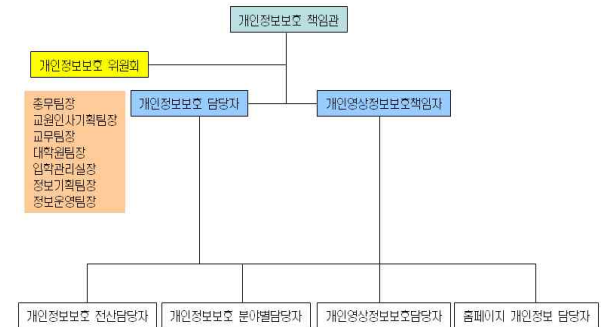 개인정보보호 책임관
개인정보보호 위원회
총무팀장
교원인사기획팀장
교무팀장
대학원팀장
입학관리실장
정보기획팀장
정보운영팀장
개인정보보호 담당자
개인영상정보보호책임자
개인정보보호 전산담당자
개인정보보호 분야별담당자
개인영상정보보호담당자
홈페이지 개인정보 담당자